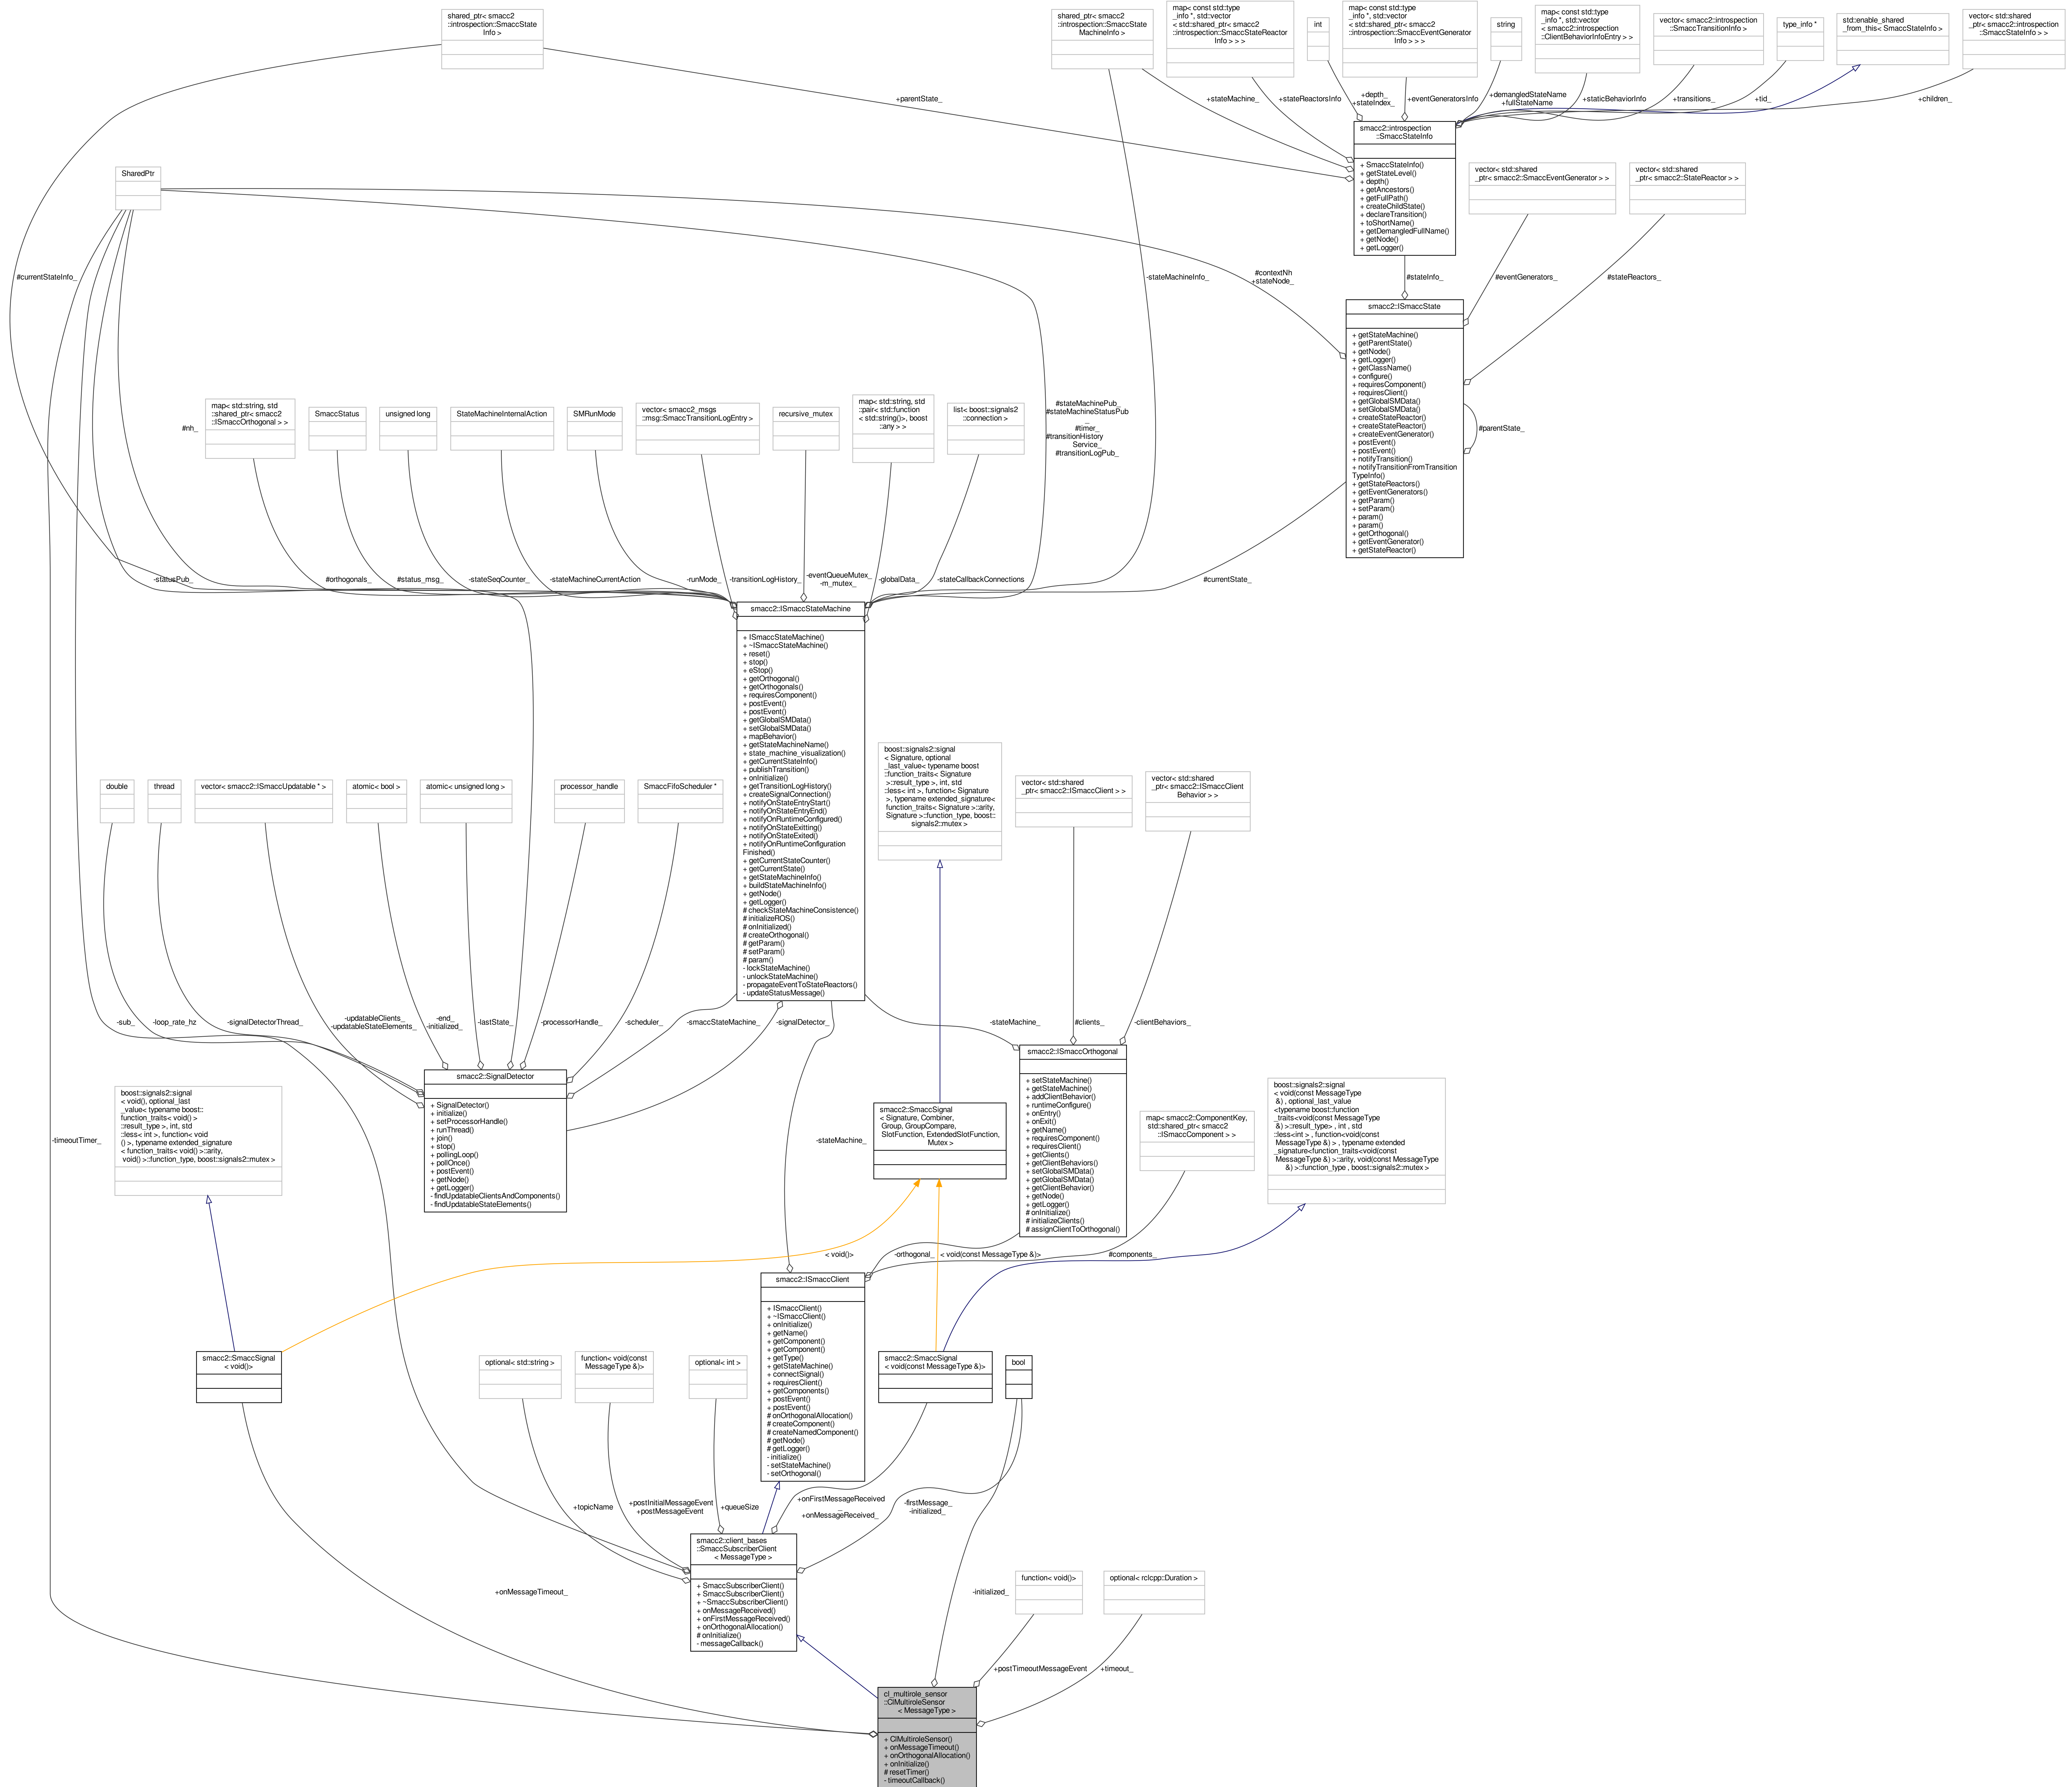 shared_ptr< smacc2
::introspection::SmaccState
Info >
shared_ptr< smacc2
::introspection::SmaccState
MachineInfo >
map< const std::type
_info *, std::vector
< std::shared_ptr< smacc2
::introspection::SmaccStateReactor
Info > > >
int
map< const std::type
_info *, std::vector
< std::shared_ptr< smacc2
::introspection::SmaccEventGenerator
Info > > >
string
map< const std::type
_info *, std::vector
< smacc2::introspection
::ClientBehaviorInfoEntry > >
vector< smacc2::introspection
::SmaccTransitionInfo >
type_info *
std::enable_shared
_from_this< SmaccStateInfo >
vector< std::shared
_ptr< smacc2::introspection
::SmaccStateInfo > >
+parentState_
+stateMachine_
+stateReactorsInfo
+depth_
+stateIndex_
+eventGeneratorsInfo
+demangledStateName
+fullStateName
+staticBehaviorInfo
+transitions_
+tid_
+children_
smacc2::introspection
::SmaccStateInfo
+ SmaccStateInfo()
+ getStateLevel()
+ depth()
+ getAncestors()
+ getFullPath()
+ createChildState()
+ declareTransition()
+ toShortName()
+ getDemangledFullName()
+ getNode()
+ getLogger()
SharedPtr
vector< std::shared
_ptr< smacc2::SmaccEventGenerator > >
vector< std::shared
_ptr< smacc2::StateReactor > >
#currentStateInfo_
-stateMachineInfo_
#contextNh
+stateNode_
#stateInfo_
#eventGenerators_
#stateReactors_
smacc2::ISmaccState
+ getStateMachine()
+ getParentState()
+ getNode()
+ getLogger()
+ getClassName()
+ configure()
+ requiresComponent()
+ requiresClient()
+ getGlobalSMData()
+ setGlobalSMData()
+ createStateReactor()
+ createStateReactor()
+ createEventGenerator()
+ postEvent()
+ postEvent()
+ notifyTransition()
+ notifyTransitionFromTransition
TypeInfo()
+ getStateReactors()
+ getEventGenerators()
+ getParam()
+ setParam()
+ param()
+ param()
+ getOrthogonal()
+ getEventGenerator()
+ getStateReactor()
#parentState_
#nh_
map< std::string, std
::shared_ptr< smacc2
::ISmaccOrthogonal > >
SmaccStatus
unsigned long
StateMachineInternalAction
SMRunMode
vector< smacc2_msgs
::msg::SmaccTransitionLogEntry >
recursive_mutex
map< std::string, std
::pair< std::function
< std::string()>, boost
::any > >
list< boost::signals2
::connection >
#stateMachinePub_
#stateMachineStatusPub
_
#timer_
#transitionHistory
Service_
#transitionLogPub_
-statusPub_
#orthogonals_
#status_msg_
-stateSeqCounter_
-stateMachineCurrentAction
-runMode_
-transitionLogHistory_
-eventQueueMutex_
-m_mutex_
-globalData_
-stateCallbackConnections
#currentState_
smacc2::ISmaccStateMachine
+ ISmaccStateMachine()
+ ~ISmaccStateMachine()
+ reset()
+ stop()
+ eStop()
+ getOrthogonal()
+ getOrthogonals()
+ requiresComponent()
+ postEvent()
+ postEvent()
+ getGlobalSMData()
+ setGlobalSMData()
+ mapBehavior()
+ getStateMachineName()
+ state_machine_visualization()
+ getCurrentStateInfo()
+ publishTransition()
+ onInitialize()
+ getTransitionLogHistory()
+ createSignalConnection()
+ notifyOnStateEntryStart()
+ notifyOnStateEntryEnd()
+ notifyOnRuntimeConfigured()
+ notifyOnStateExitting()
+ notifyOnStateExited()
+ notifyOnRuntimeConfiguration
Finished()
+ getCurrentStateCounter()
+ getCurrentState()
+ getStateMachineInfo()
+ buildStateMachineInfo()
+ getNode()
+ getLogger()
# checkStateMachineConsistence()
# initializeROS()
# onInitialized()
# createOrthogonal()
# getParam()
# setParam()
# param()
- lockStateMachine()
- unlockStateMachine()
- propagateEventToStateReactors()
- updateStatusMessage()
double
thread
vector< smacc2::ISmaccUpdatable * >
atomic< bool >
atomic< unsigned long >
processor_handle
SmaccFifoScheduler *
boost::signals2::signal
< Signature, optional
_last_value< typename boost
::function_traits< Signature
>::result_type >, int, std
::less< int >, function< Signature
>, typename extended_signature<
function_traits< Signature >::arity,
Signature >::function_type, boost::
signals2::mutex >
vector< std::shared
_ptr< smacc2::ISmaccClient > >
vector< std::shared
_ptr< smacc2::ISmaccClient
Behavior > >
-sub_
-loop_rate_hz
-signalDetectorThread_
-updatableClients_
-updatableStateElements_
-end_
-initialized_
-lastState_
-processorHandle_
-scheduler_
-smaccStateMachine_
-signalDetector_
-stateMachine_
#clients_
-clientBehaviors_
smacc2::SignalDetector
+ SignalDetector()
+ initialize()
+ setProcessorHandle()
+ runThread()
+ join()
+ stop()
+ pollingLoop()
+ pollOnce()
+ postEvent()
+ getNode()
+ getLogger()
- findUpdatableClientsAndComponents()
- findUpdatableStateElements()
smacc2::ISmaccOrthogonal
+ setStateMachine()
+ getStateMachine()
+ addClientBehavior()
+ runtimeConfigure()
+ onEntry()
+ onExit()
+ getName()
+ requiresComponent()
+ requiresClient()
+ getClients()
+ getClientBehaviors()
+ setGlobalSMData()
+ getGlobalSMData()
+ getClientBehavior()
+ getNode()
+ getLogger()
# onInitialize()
# initializeClients()
# assignClientToOrthogonal()
boost::signals2::signal
< void(), optional_last
_value< typename boost::
function_traits< void() >
::result_type >, int, std
::less< int >, function< void
() >, typename extended_signature
< function_traits< void() >::arity,
void() >::function_type, boost::signals2::mutex >
smacc2::SmaccSignal
< Signature, Combiner,
Group, GroupCompare,
SlotFunction, ExtendedSlotFunction,
Mutex >
map< smacc2::ComponentKey,
std::shared_ptr< smacc2
::ISmaccComponent > >
boost::signals2::signal
< void(const MessageType
&) , optional_last_value
<typename boost::function
_traits<void(const MessageType
&) >::result_type> , int , std
::less<int > , function<void(const
MessageType &) > , typename extended
_signature<function_traits<void(const
MessageType &) >::arity, void(const MessageType
&) >::function_type , boost::signals2::mutex >
-timeoutTimer_
-stateMachine_
< void()>
-orthogonal_
< void(const MessageType &)>
#components_
smacc2::ISmaccClient
+ ISmaccClient()
+ ~ISmaccClient()
+ onInitialize()
+ getName()
+ getComponent()
+ getComponent()
+ getType()
+ getStateMachine()
+ connectSignal()
+ requiresClient()
+ getComponents()
+ postEvent()
+ postEvent()
# onOrthogonalAllocation()
# createComponent()
# createNamedComponent()
# getNode()
# getLogger()
- initialize()
- setStateMachine()
- setOrthogonal()
smacc2::SmaccSignal
< void()>
optional< std::string >
function< void(const
MessageType &)>
optional< int >
smacc2::SmaccSignal
< void(const MessageType &)>
bool
+topicName
+postInitialMessageEvent
+postMessageEvent
+queueSize
+onFirstMessageReceived
_
+onMessageReceived_
-firstMessage_
-initialized_
smacc2::client_bases
::SmaccSubscriberClient
< MessageType >
+ SmaccSubscriberClient()
+ SmaccSubscriberClient()
+ ~SmaccSubscriberClient()
+ onMessageReceived()
+ onFirstMessageReceived()
+ onOrthogonalAllocation()
# onInitialize()
- messageCallback()
+onMessageTimeout_
-initialized_
function< void()>
optional< rclcpp::Duration >
+postTimeoutMessageEvent
+timeout_
cl_multirole_sensor
::ClMultiroleSensor
< MessageType >
+ ClMultiroleSensor()
+ onMessageTimeout()
+ onOrthogonalAllocation()
+ onInitialize()
# resetTimer()
- timeoutCallback()